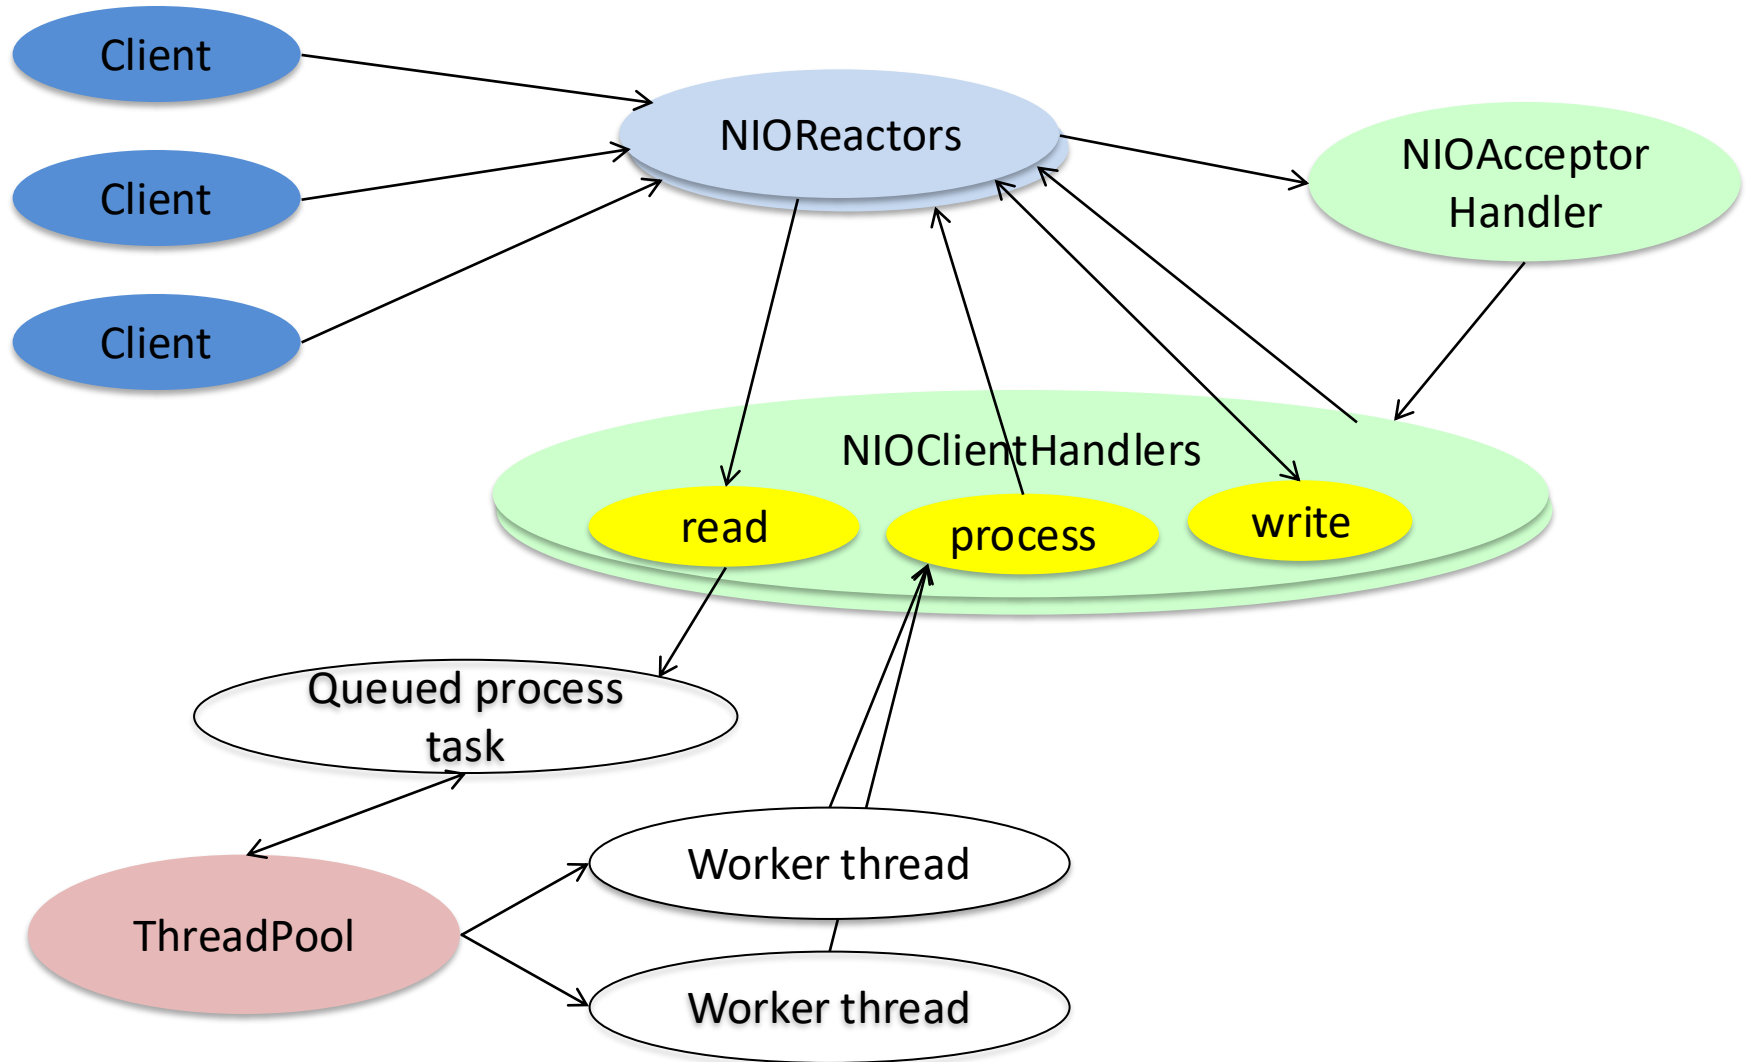 Client
NIOReactors
NIOAcceptor
Handler
Client
Client
NIOClientHandlers
read
process
write
Queued process
task
Worker thread
ThreadPool
Worker thread